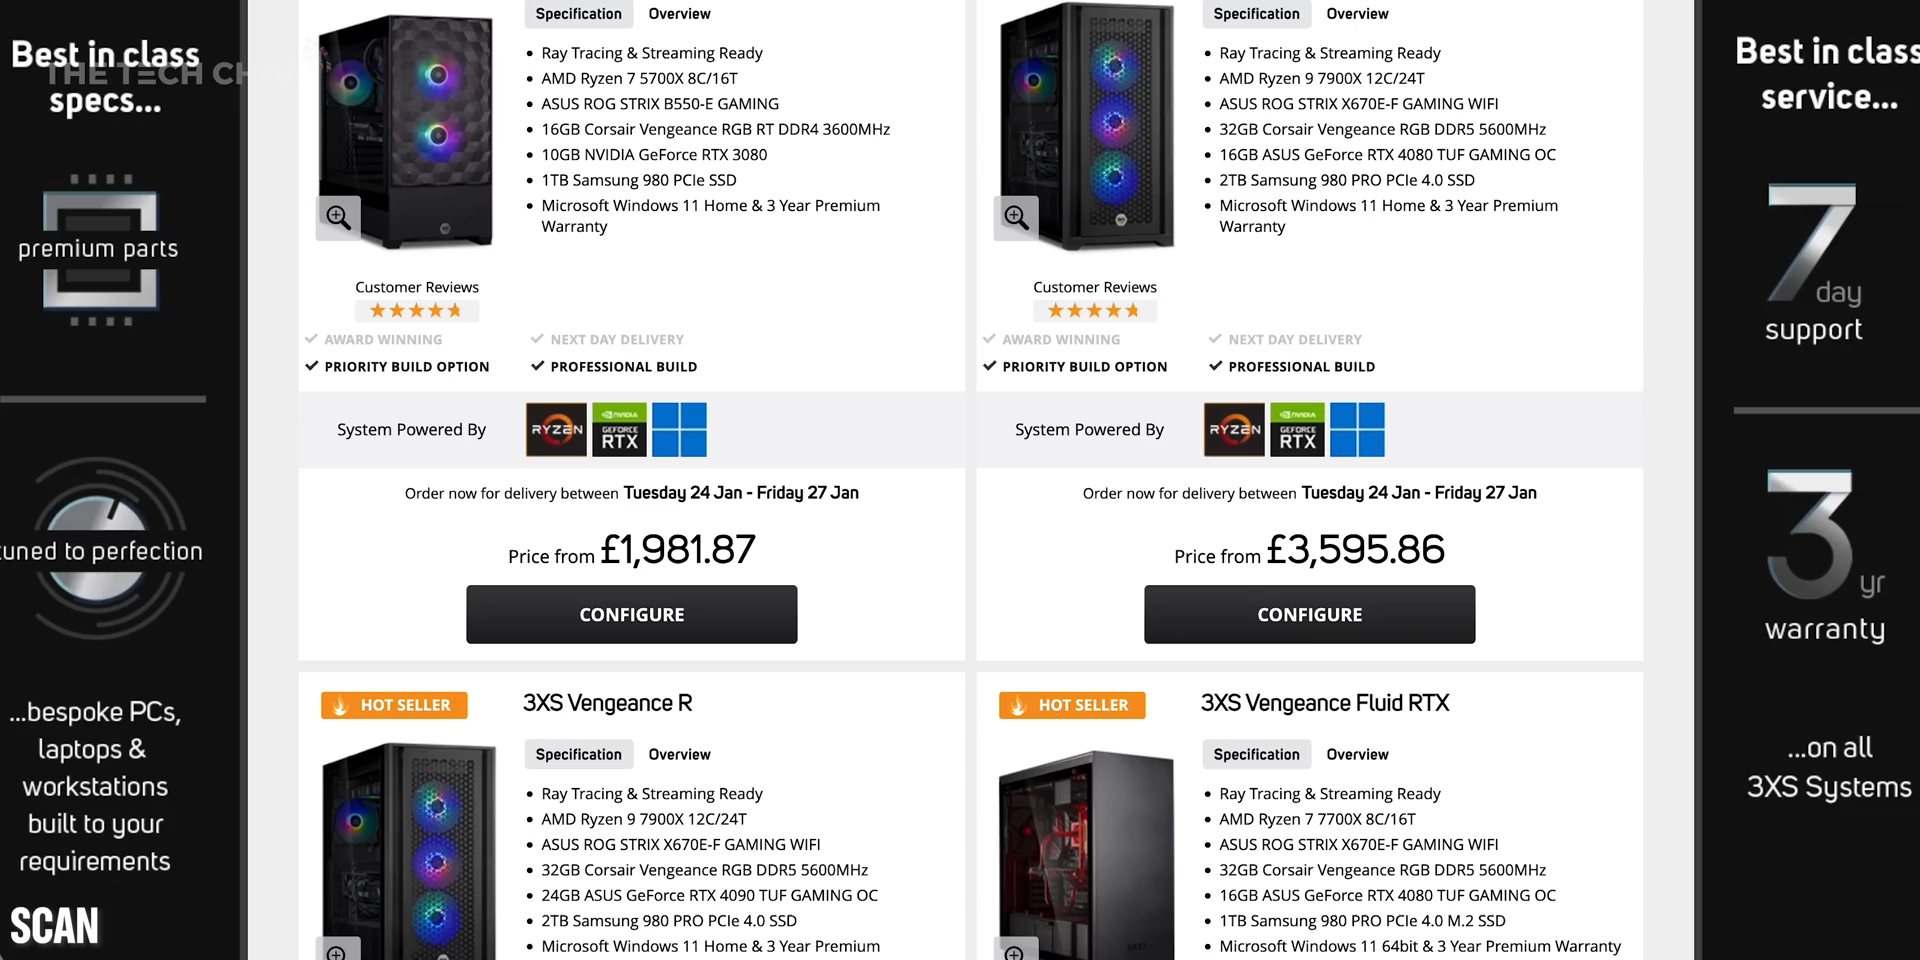 Best in class
specs...
THE TECH CH
premium parts
tuned to perfection
...bespoke PCs,
laptops &
workstations
built to your
requirements
SCAN
Specification Overview
Ray Tracing & Streaming Ready
AMD Ryzen 7 5700X 8C/16T
ASUS ROG STRIX B550-E GAMING
16GB Corsair Vengeance RGB RT DDR4 3600MHz
10GB NVIDIA GeForce RTX 3080
1TB Samsung 980 PCIe SSD
Microsoft Windows 11 Home & 3 Year Premium
Warranty
Customer Reviews
AWARD WINNING NEXT DAY DELIVERY
PRIORITY BUILD OPTION PROFESSIONAL BUILD
System Powered By RYZEN NVIDIA GEFORCE RTX
Order now for delivery between Tuesday 24 Jan - Friday 27 Jan
Price from £1,981.87
CONFIGURE
Specification Overview
Ray Tracing & Streaming Ready
AMD Ryzen 9 7900X 12C/24T
ASUS ROG STRIX X670E-F GAMING WIFI
32GB Corsair Vengeance RGB DDR5 5600MHz
16GB ASUS GeForce RTX 4080 TUF GAMING OC
2TB Samsung 980 PRO PCIe 4.0 SSD
Microsoft Windows 11 Home & 3 Year Premium
Warranty
Customer Reviews
AWARD WINNING NEXT DAY DELIVERY
PRIORITY BUILD OPTION PROFESSIONAL BUILD
System Powered By RYZEN NVIDIA GEFORCE RTX
Order now for delivery between Tuesday 24 Jan - Friday 27 Jan
Price from £3,595.86
CONFIGURE
HOT SELLER 3XS Vengeance R
Specification Overview
Ray Tracing & Streaming Ready
AMD Ryzen 9 7900X 12C/24T
ASUS ROG STRIX X670E-F GAMING WIFI
32GB Corsair Vengeance RGB DDR5 5600MHz
24GB ASUS GeForce RTX 4090 TUF GAMING OC
2TB Samsung 980 PRO PCIe 4.0 SSD
Microsoft Windows 11 Home & 3 Year Premium
HOT SELLER 3XS Vengeance Fluid RTX
Specification Overview
Ray Tracing & Streaming Ready
AMD Ryzen 7 7700X 8C/16T
ASUS ROG STRIX X670E-F GAMING WIFI
32GB Corsair Vengeance RGB DDR5 5600MHz
16GB ASUS GeForce RTX 4080 TUF GAMING OC
1TB Samsung 980 PRO PCIe 4.0 M.2 SSD
Microsoft Windows 11 64bit & 3 Year Premium Warranty
Best in class
service...
7 day
support
3 yr
warranty
...on all
3XS Systems